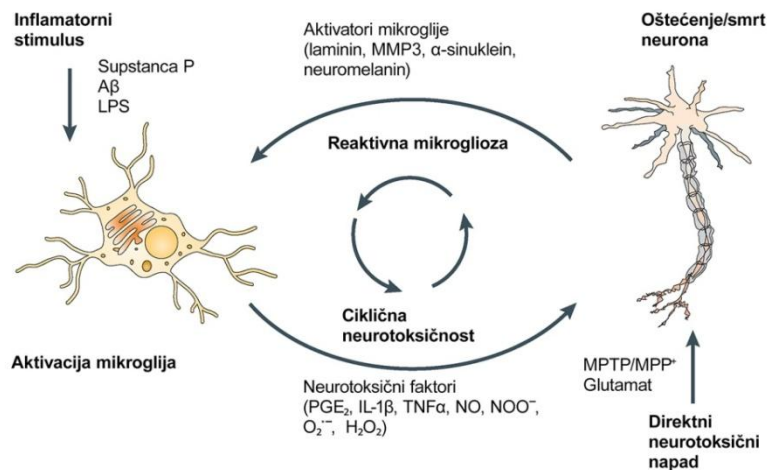 Inflamatorni
stimulus
Supstanca P
Aβ
LPS
Aktivatori mikroglije
(laminin, MMP3, α-sinuklein,
neuromelanin)
Oštećenje/smrt
neurona
Reaktivna mikroglioza
Ciklična
neurotoksičnost
Aktivacija mikroglija
Neurotoksični faktori
(PGE₂, IL-1β, TNFα, NO, NOO⁻,
O₂˙⁻, H₂O₂)
MPTP/MPP⁺
Glutamat
Direktni
neurotoksični
napad